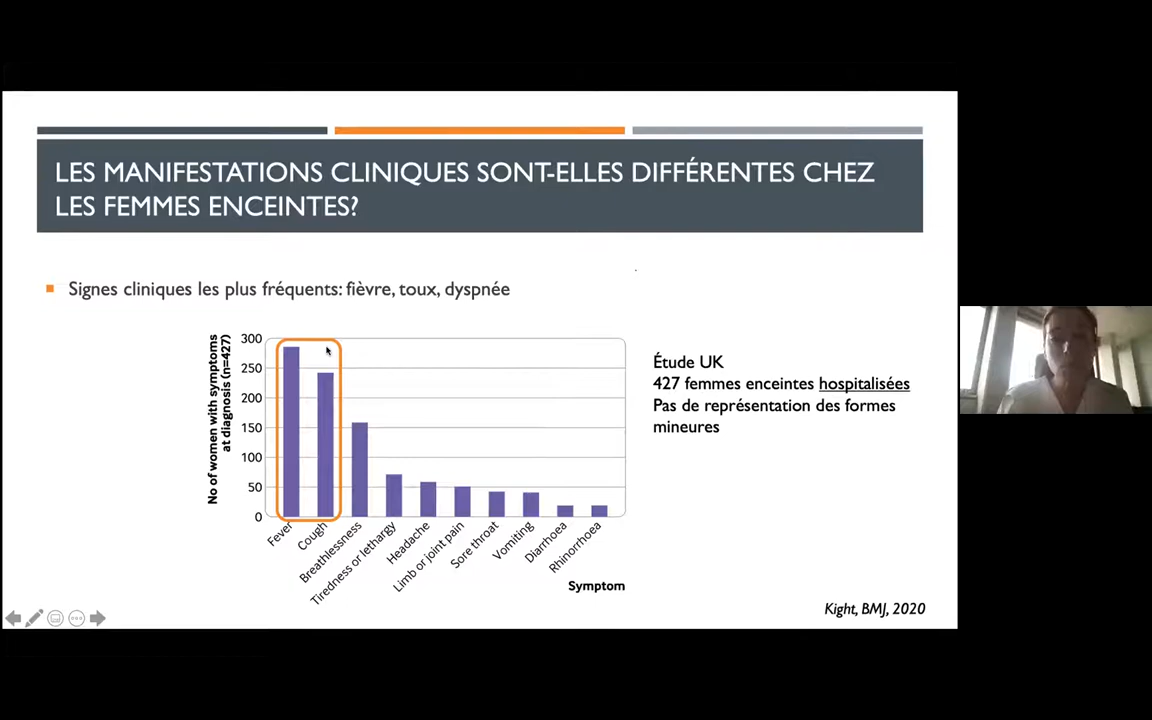 LES MANIFESTATIONS CLINIQUES SONT-ELLES DIFFÉRENTES CHEZ
LES FEMMES ENCEINTES?
Signes cliniques les plus fréquents: fièvre, toux, dyspnée
No of women with symptoms
at diagnosis (n=427)
300
250
200
150
100
50
0
Fever
Cough
Breathlessness
Tiredness or lethargy
Headache
Limb or joint pain
Sore throat
Vomiting
Diarrhoea
Rhinorrhoea
Symptom
Étude UK
427 femmes enceintes hospitalisées
Pas de représentation des formes
mineures
Kight, BMJ, 2020